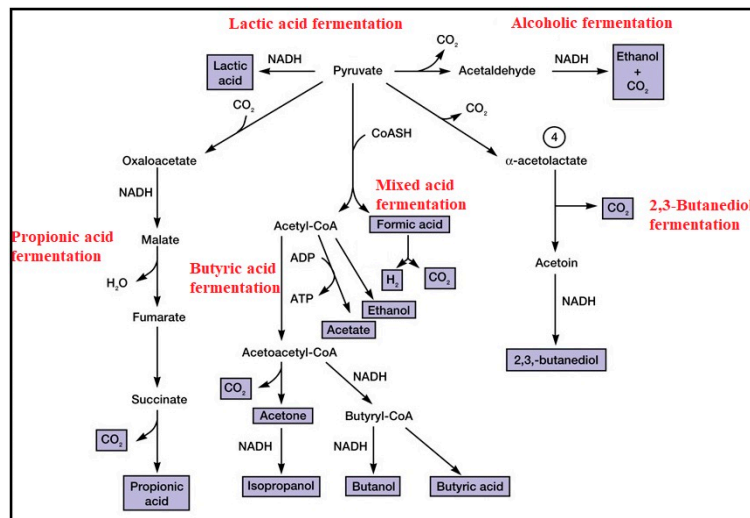 Lactic acid fermentation
Alcoholic fermentation
CO2
Lactic
acid
NADH
Pyruvate
Acetaldehyde
NADH
Ethanol
+
CO2
CO2
CO2
CoASH
4
Oxaloacetate
α-acetolactate
NADH
Mixed acid
fermentation
CO2
2,3-Butanediol
fermentation
Propionic acid
fermentation
Malate
Acetyl-CoA
Formic acid
Butyric acid
fermentation
ADP
H2O
H2
CO2
Acetoin
ATP
Ethanol
NADH
Fumarate
Acetate
Acetoacetyl-CoA
2,3,-butanediol
CO2
NADH
Succinate
Acetone
Butyryl-CoA
CO2
NADH
NADH
Propionic
acid
Isopropanol
Butanol
Butyric acid